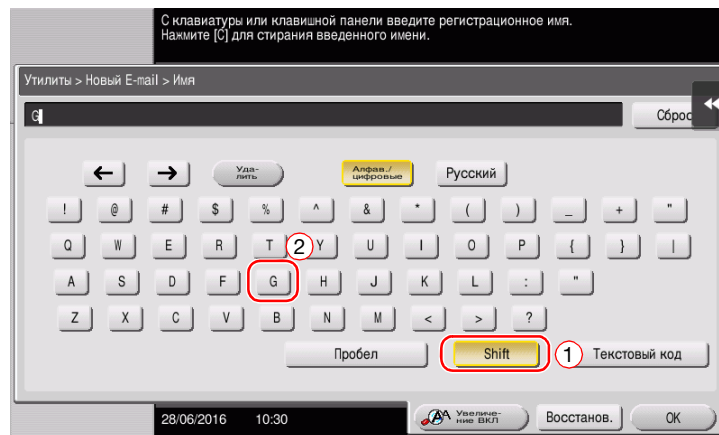 С клавиатуры или клавишной панели введите регистрационное имя.
Нажмите [C] для стирания введенного имени.
Утилиты > Новый E-mail > Имя
G
Сброс
← → Уда-
лить
Алфав./
цифровые
Русский
! @ # $ % ^ & * ( ) _ + "
Q W E R T 2 Y U I O P { } |
A S D F G H J K L : "
Z X C V B N M < > ?
Пробел Shift 1 Текстовый код
28/06/2016 10:30
Увеличе-
ние ВКЛ
Восстанов. OK